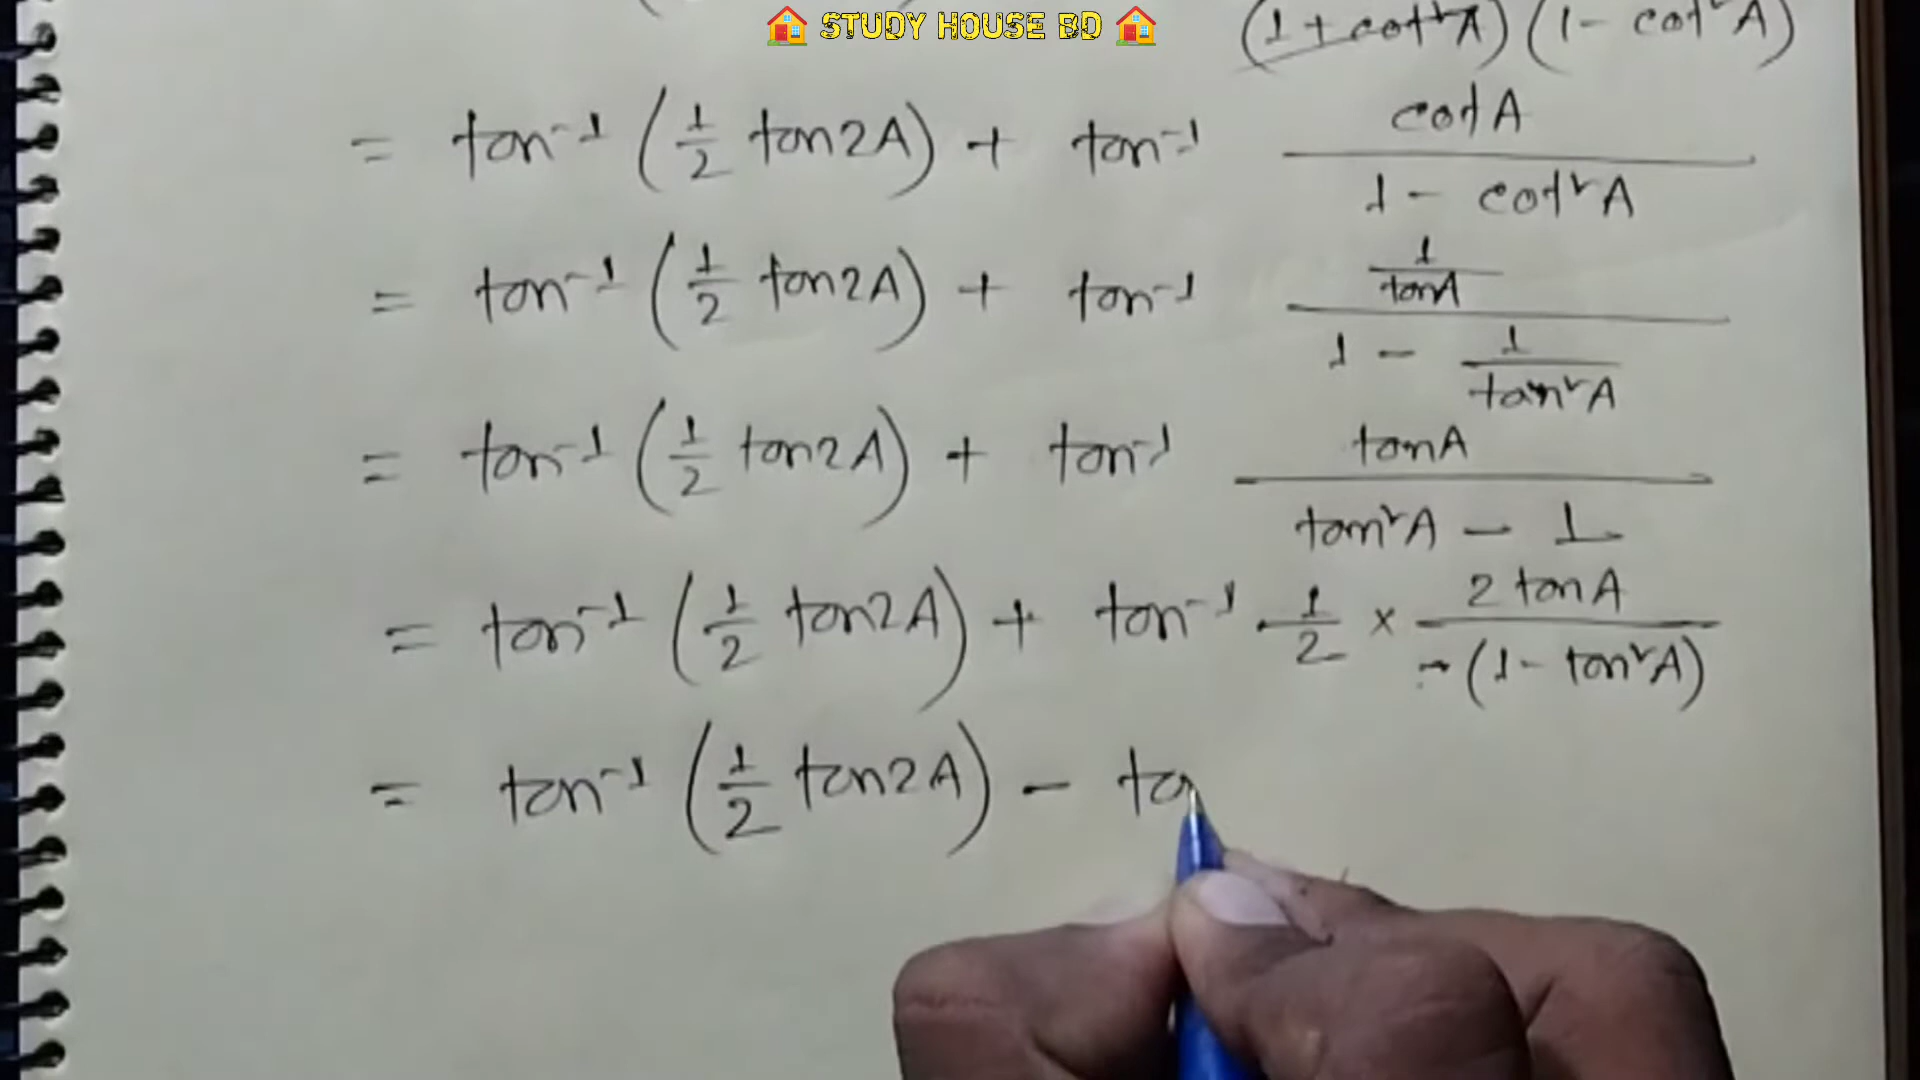 🏠 STUDY HOUSE BD 🏠
(1 + cot²A) (1 - cot²A)
= tan⁻¹ (1/2 tan2A) + tan⁻¹ cotA / (1 - cot²A)
= tan⁻¹ (1/2 tan2A) + tan⁻¹ (1/tanA) / (1 - 1/tan²A)
= tan⁻¹ (1/2 tan2A) + tan⁻¹ tanA / (tan²A - 1)
= tan⁻¹ (1/2 tan2A) + tan⁻¹ 1/2 × 2 tanA / -(1 - tan²A)
= tan⁻¹ (1/2 tan2A) - ta